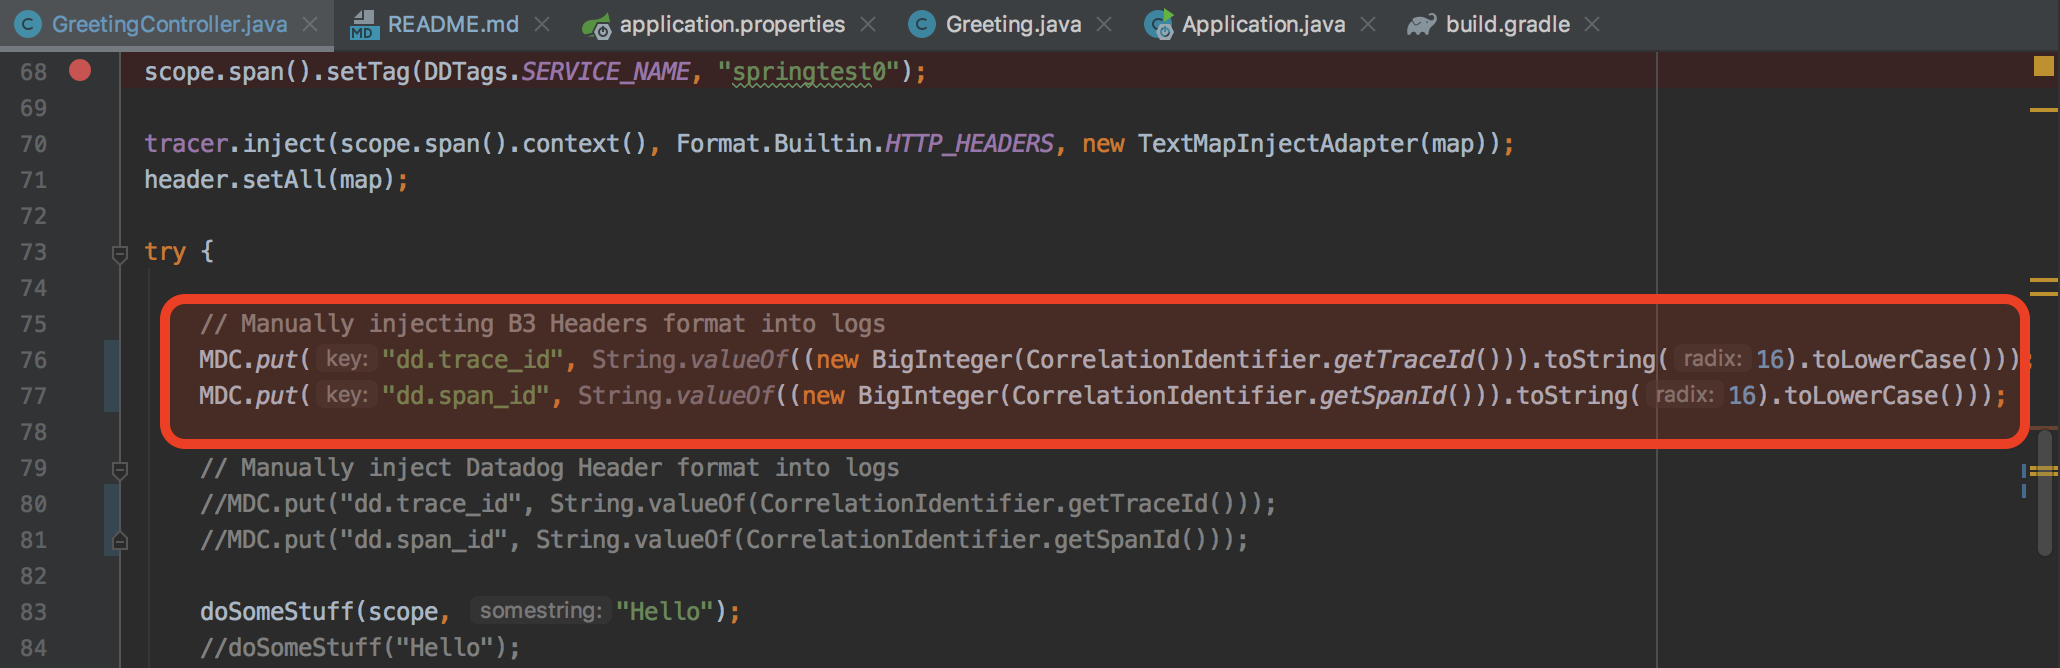 GreetingController.java README.md application.properties Greeting.java Application.java build.gradle
68 scope.span().setTag(DDTags.SERVICE_NAME, "springtest0");
69
70 tracer.inject(scope.span().context(), Format.Builtin.HTTP_HEADERS, new TextMapInjectAdapter(map));
71 header.setAll(map);
72
73 try {
74
75 // Manually injecting B3 Headers format into logs
76 MDC.put( key: "dd.trace_id", String.valueOf((new BigInteger(CorrelationIdentifier.getTraceId())).toString( radix: 16).toLowerCase()));
77 MDC.put( key: "dd.span_id", String.valueOf((new BigInteger(CorrelationIdentifier.getSpanId())).toString( radix: 16).toLowerCase()));
78
79 // Manually inject Datadog Header format into logs
80 //MDC.put("dd.trace_id", String.valueOf(CorrelationIdentifier.getTraceId()));
81 //MDC.put("dd.span_id", String.valueOf(CorrelationIdentifier.getSpanId()));
82
83 doSomeStuff(scope, somestring: "Hello");
84 //doSomeStuff("Hello");